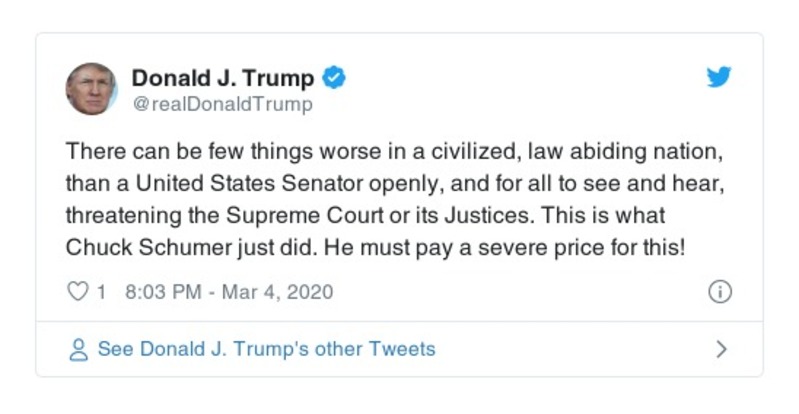 Donald J. Trump
@realDonaldTrump
There can be few things worse in a civilized, law abiding nation,
than a United States Senator openly, and for all to see and hear,
threatening the Supreme Court or its Justices. This is what
Chuck Schumer just did. He must pay a severe price for this!
1 8:03 PM - Mar 4, 2020
See Donald J. Trump's other Tweets